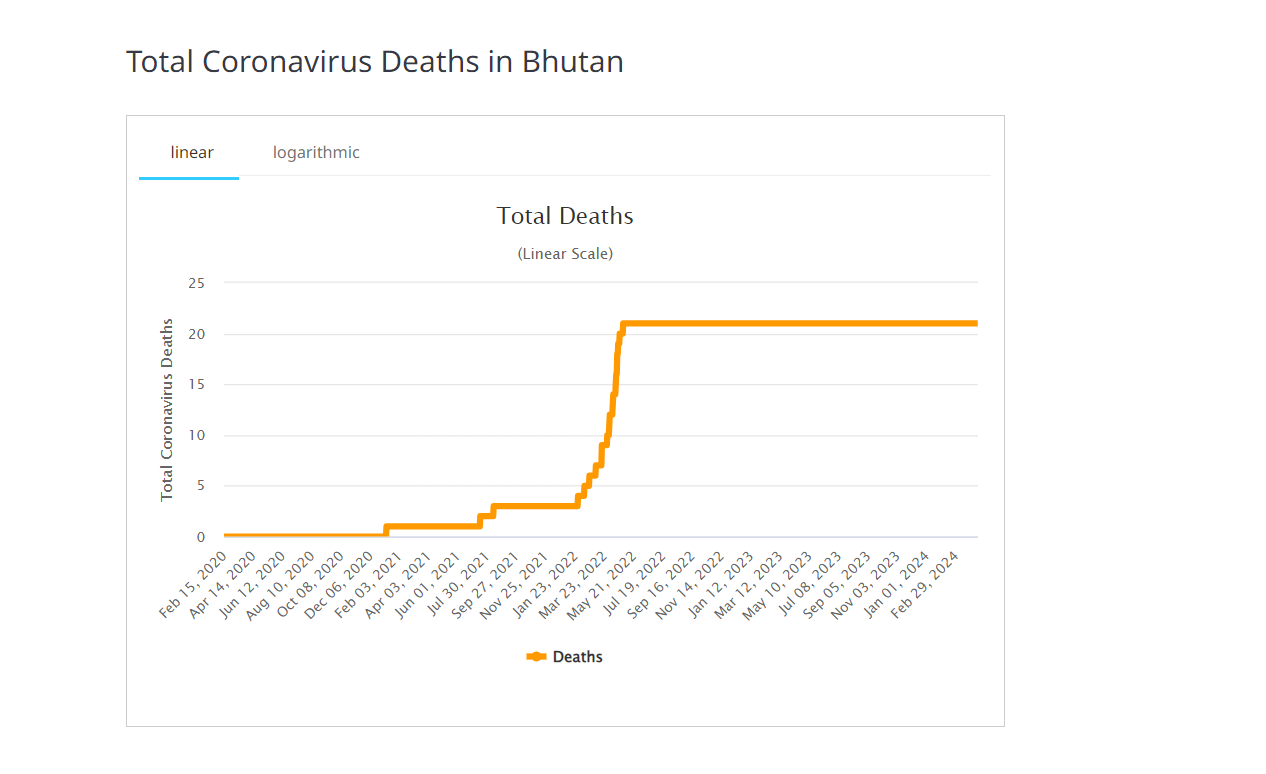 Total Coronavirus Deaths in Bhutan
linear
logarithmic
Total Deaths
(Linear Scale)
Total Coronavirus Deaths
25
20
15
10
5
0
Feb 15, 2020
Apr 14, 2020
Jun 12, 2020
Aug 10, 2020
Oct 08, 2020
Dec 06, 2020
Feb 03, 2021
Apr 03, 2021
Jun 01, 2021
Jul 30, 2021
Sep 27, 2021
Nov 25, 2021
Jan 23, 2022
Mar 23, 2022
May 21, 2022
Jul 19, 2022
Sep 16, 2022
Nov 14, 2022
Jan 12, 2023
Mar 12, 2023
May 10, 2023
Jul 08, 2023
Sep 05, 2023
Nov 03, 2023
Jan 01, 2024
Feb 29, 2024
Deaths